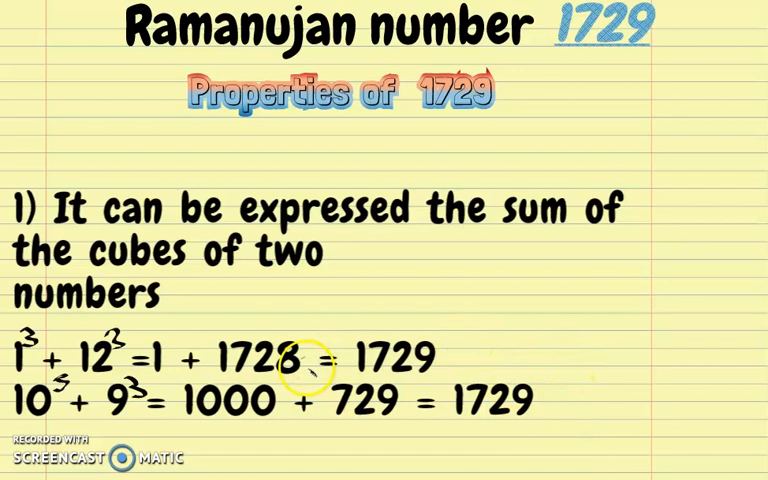 Ramanujan number 1729
Properties of 1729
1) It can be expressed the sum of
the cubes of two
numbers
1³ + 12³ =1 + 1728 = 1729
10³ + 9³ = 1000 + 729 = 1729
RECORDED WITH
SCREENCAST MATIC